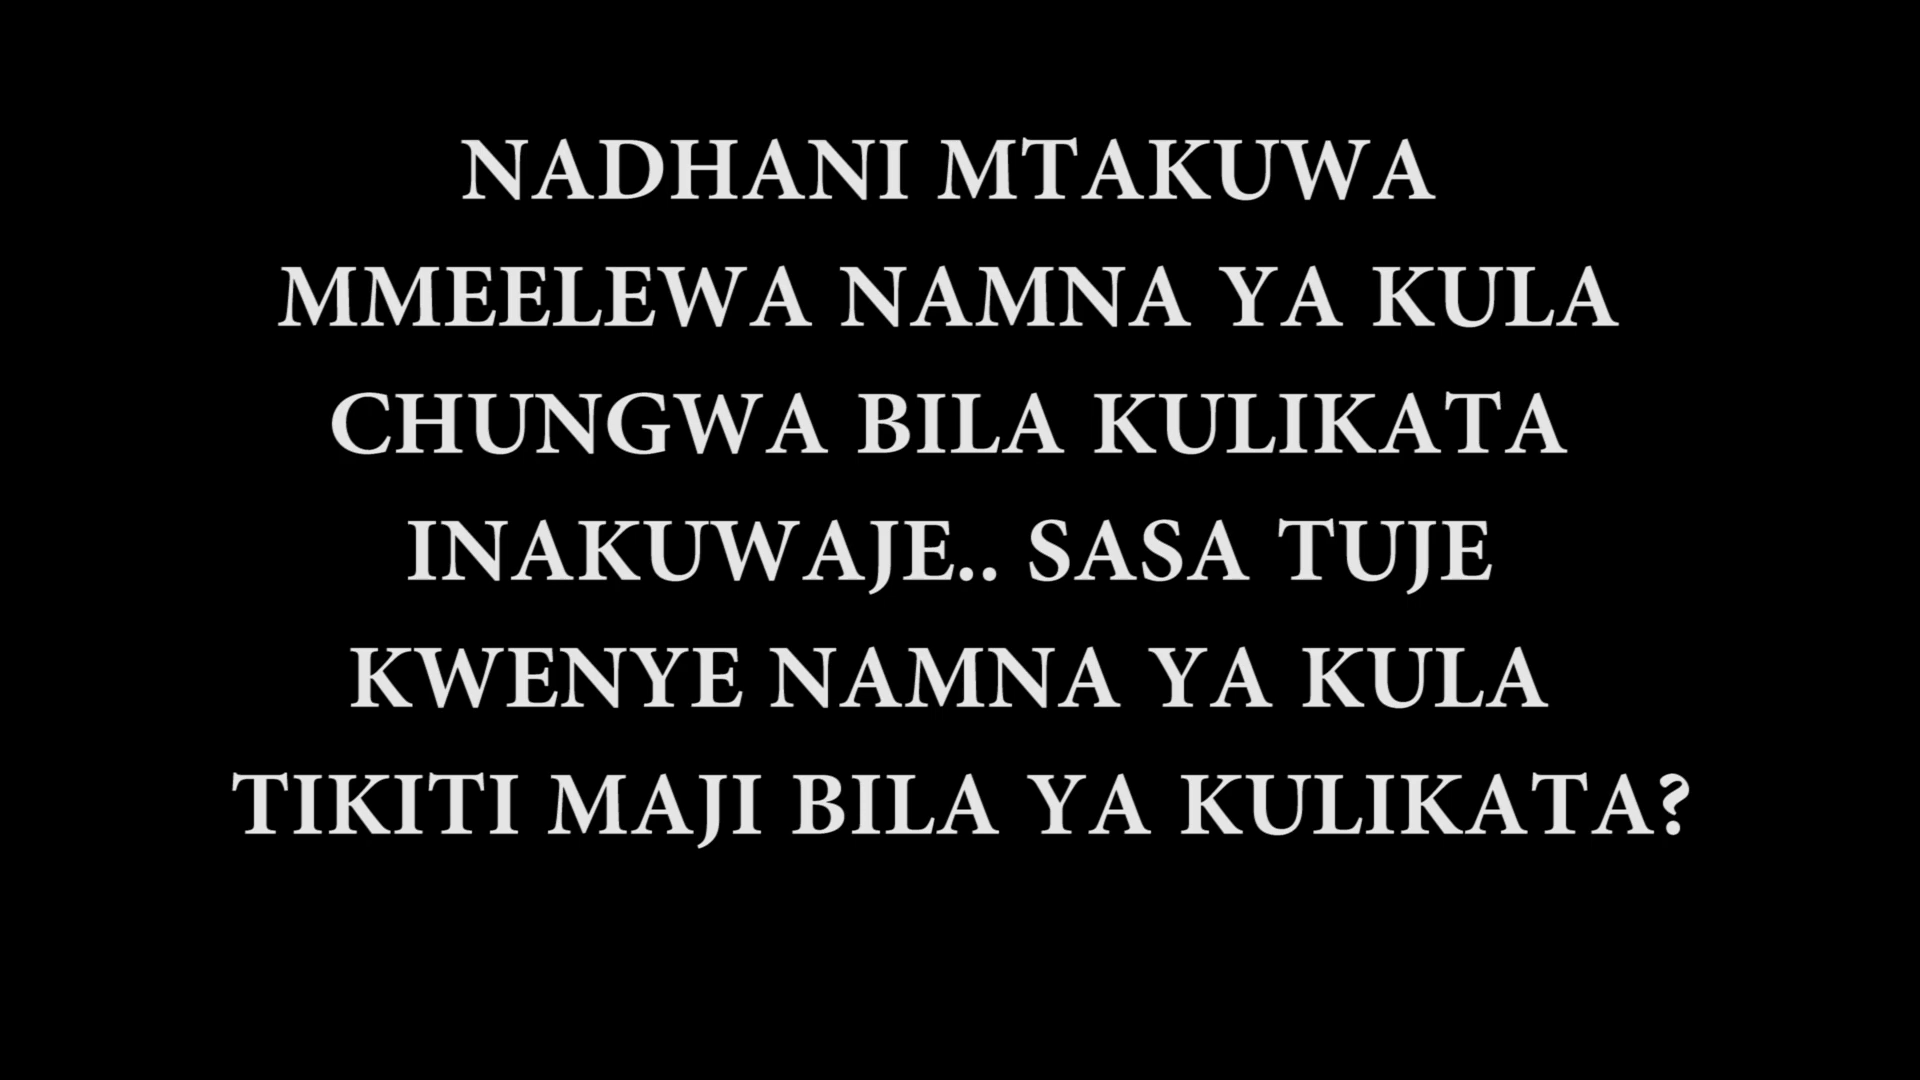 NADHANI MTAKUWA
MMEELEWA NAMNA YA KULA
CHUNGWA BILA KULIKATA
INAKUWAJE.. SASA TUJE
KWENYE NAMNA YA KULA
TIKITI MAJI BILA YA KULIKATA?